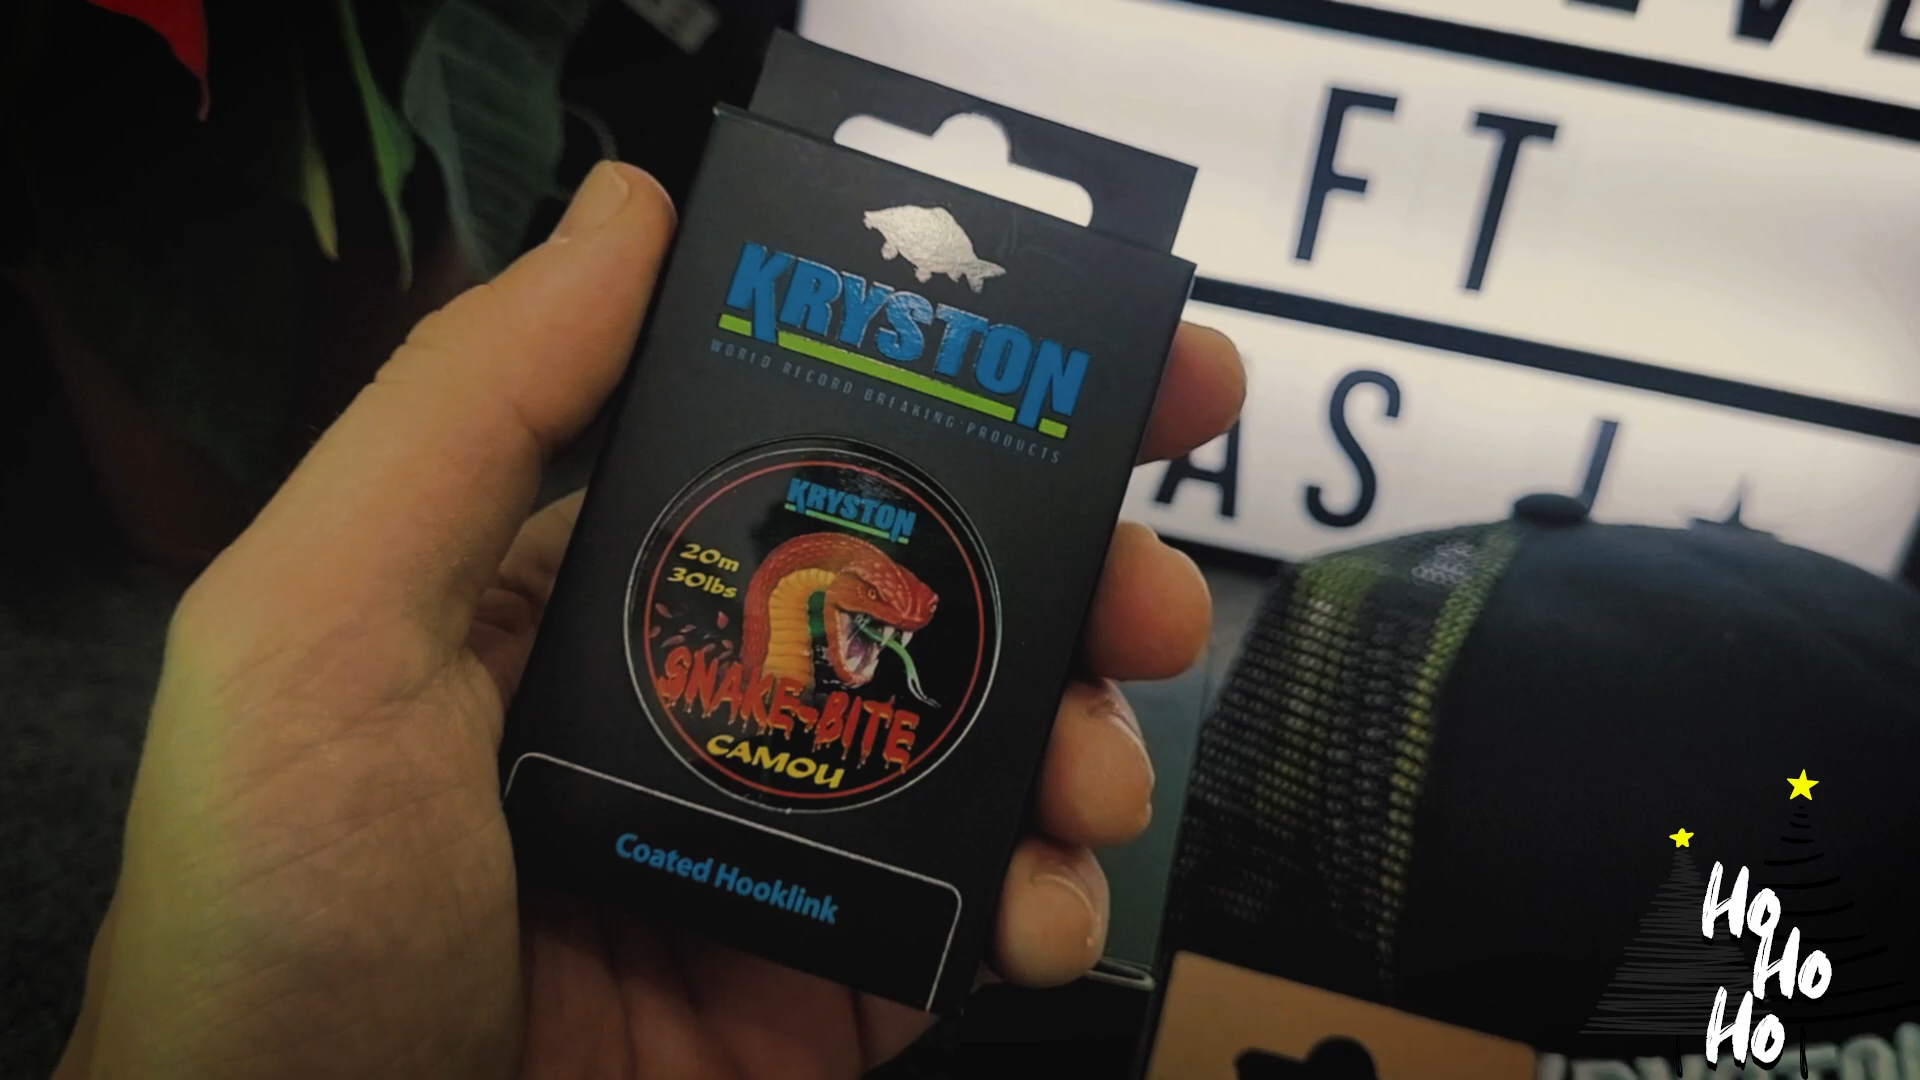 KRYSTON
WORLD RECORD BREAKING PRODUCTS
KRYSTON
20m
30lbs
SNAKE-BITE
CAMOU
Coated Hooklink
FT
AS
Ho
Ho
Ho